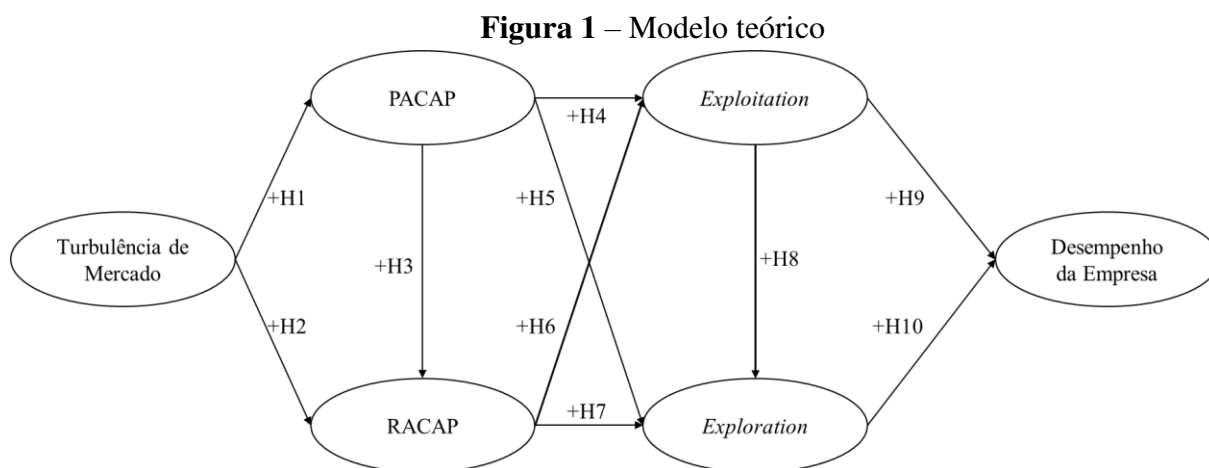 Figura 1 – Modelo teórico
PACAP
Exploitation
+H4
+H1
+H5
+H9
Turbulência de
Mercado
+H3
+H8
Desempenho
da Empresa
+H2
+H6
+H10
RACAP
+H7
Exploration